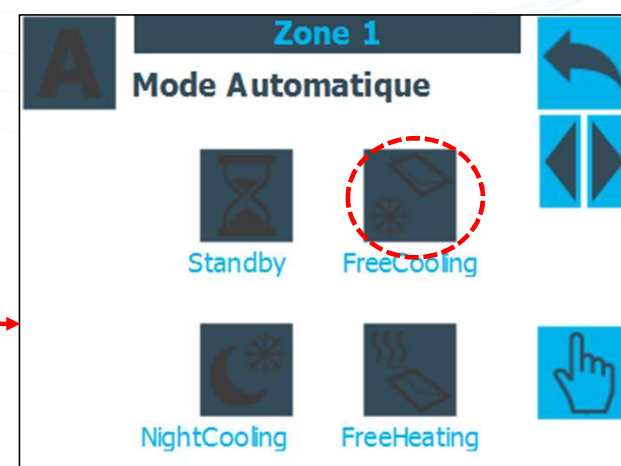 Zone 1
A
Mode Automatique
Standby
FreeCooling
NightCooling
FreeHeating